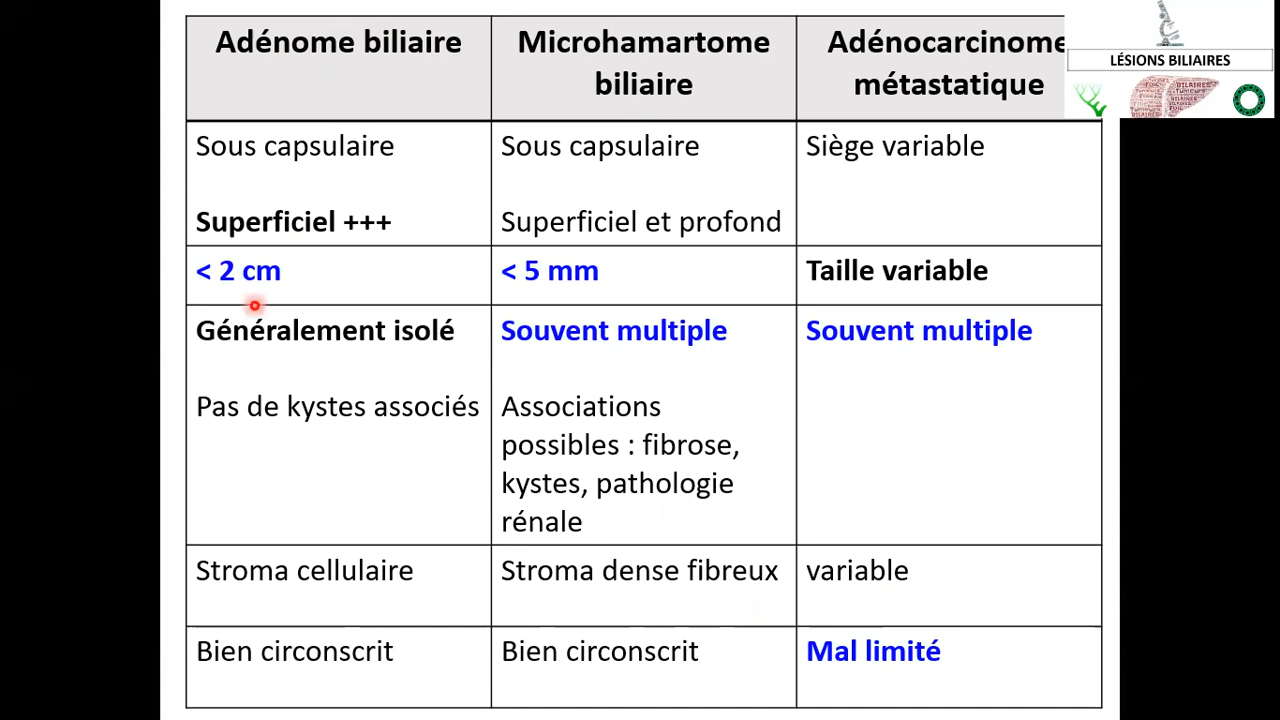 Adénome biliaire
Microhamartome
biliaire
Adénocarcinome
métastatique
LÉSIONS BILIAIRES
Sous capsulaire
Superficiel +++
Sous capsulaire
Superficiel et profond
Siège variable
< 2 cm
< 5 mm
Taille variable
Généralement isolé
Pas de kystes associés
Souvent multiple
Associations
possibles : fibrose,
kystes, pathologie
rénale
Souvent multiple
Stroma cellulaire
Stroma dense fibreux
variable
Bien circonscrit
Bien circonscrit
Mal limité